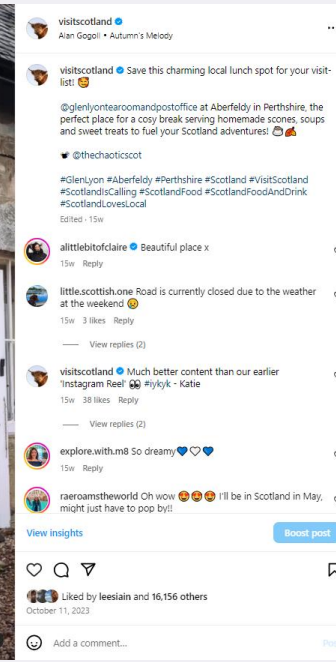 visitscotland
Alan Gogoll • Autumn's Melody
visitscotland Save this charming local lunch spot for your visit-
list! 🥰
@glenlyontearoomandpostoffice at Aberfeldy in Perthshire, the
perfect place for a cosy break serving homemade scones, soups
and sweet treats to fuel your Scotland adventures!
@thechaoticscot
#GlenLyon #Aberfeldy #Perthshire #Scotland #VisitScotland
#ScotlandIsCalling #ScotlandFood #ScotlandFoodAndDrink
#ScotlandLovesLocal
Edited · 15w
alittlebitofclaire Beautiful place x
15w Reply
little.scottish.one Road is currently closed due to the weather
at the weekend 😥
15w 3 likes Reply
View replies (2)
visitscotland Much better content than our earlier
'Instagram Reel' 👀 #iykyk - Katie
15w 38 likes Reply
View replies (2)
explore.with.m8 So dreamy💙🤍💙
15w Reply
raeroamstheworld Oh wow 😍😍😍 I'll be in Scotland in May,
might just have to pop by!!
View insights
Boost post
Liked by leesiain and 16,156 others
October 11, 2023
Add a comment...